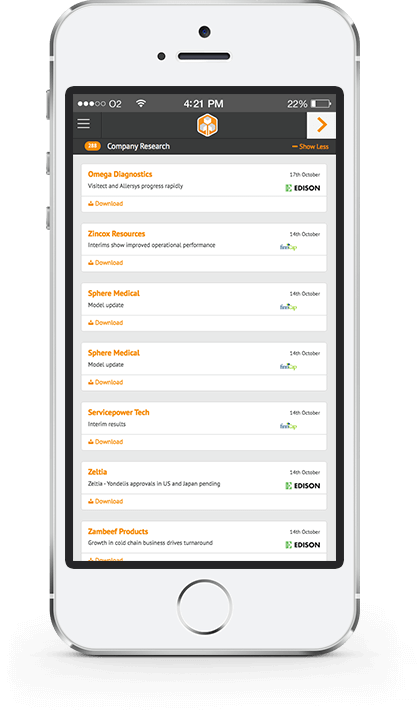 O2 4:21 PM 22%
288 Company Research Show Less
Omega Diagnostics 17th October
Visitect and Allersys progress rapidly EDISON
Download
Zincox Resources 14th October
Interims show improved operational performance finnCap
Download
Sphere Medical 14th October
Model update finnCap
Download
Sphere Medical 14th October
Model update finnCap
Download
Servicepower Tech 14th October
Interim results finnCap
Download
Zeltia 14th October
Zeltia - Yondelis approvals in US and Japan pending EDISON
Download
Zambeef Products 14th October
Growth in cold chain business drives turnaround EDISON
Download